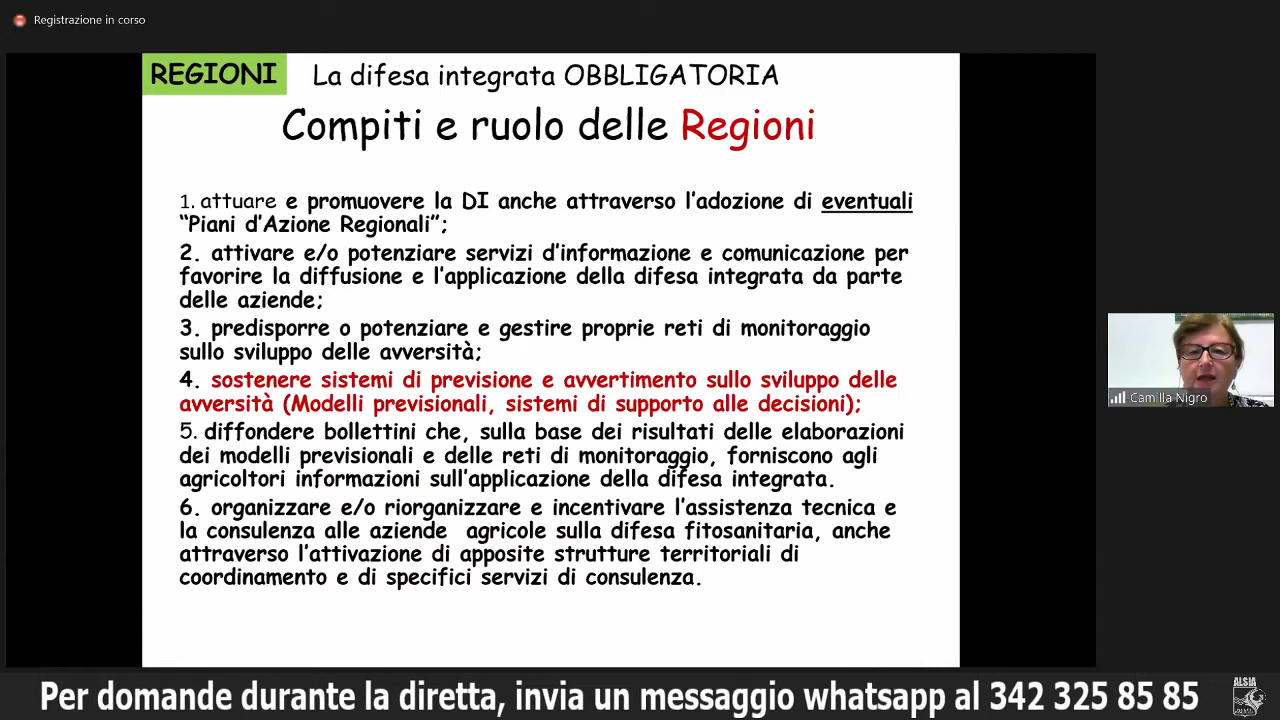 Registrazione in corso
REGIONI
La difesa integrata OBBLIGATORIA
Compiti e ruolo delle Regioni
1. attuare e promuovere la DI anche attraverso l'adozione di eventuali
"Piani d'Azione Regionali";
2. attivare e/o potenziare servizi d'informazione e comunicazione per
favorire la diffusione e l'applicazione della difesa integrata da parte
delle aziende;
3. predisporre o potenziare e gestire proprie reti di monitoraggio
sullo sviluppo delle avversità;
4. sostenere sistemi di previsione e avvertimento sullo sviluppo delle
avversità (Modelli previsionali, sistemi di supporto alle decisioni);
5. diffondere bollettini che, sulla base dei risultati delle elaborazioni
dei modelli previsionali e delle reti di monitoraggio, forniscono agli
agricoltori informazioni sull'applicazione della difesa integrata.
6. organizzare e/o riorganizzare e incentivare l'assistenza tecnica e
la consulenza alle aziende agricole sulla difesa fitosanitaria, anche
attraverso l'attivazione di apposite strutture territoriali di
coordinamento e di specifici servizi di consulenza.
Camilla Nigro
Per domande durante la diretta, invia un messaggio whatsapp al 342 325 85 85
ALSIA